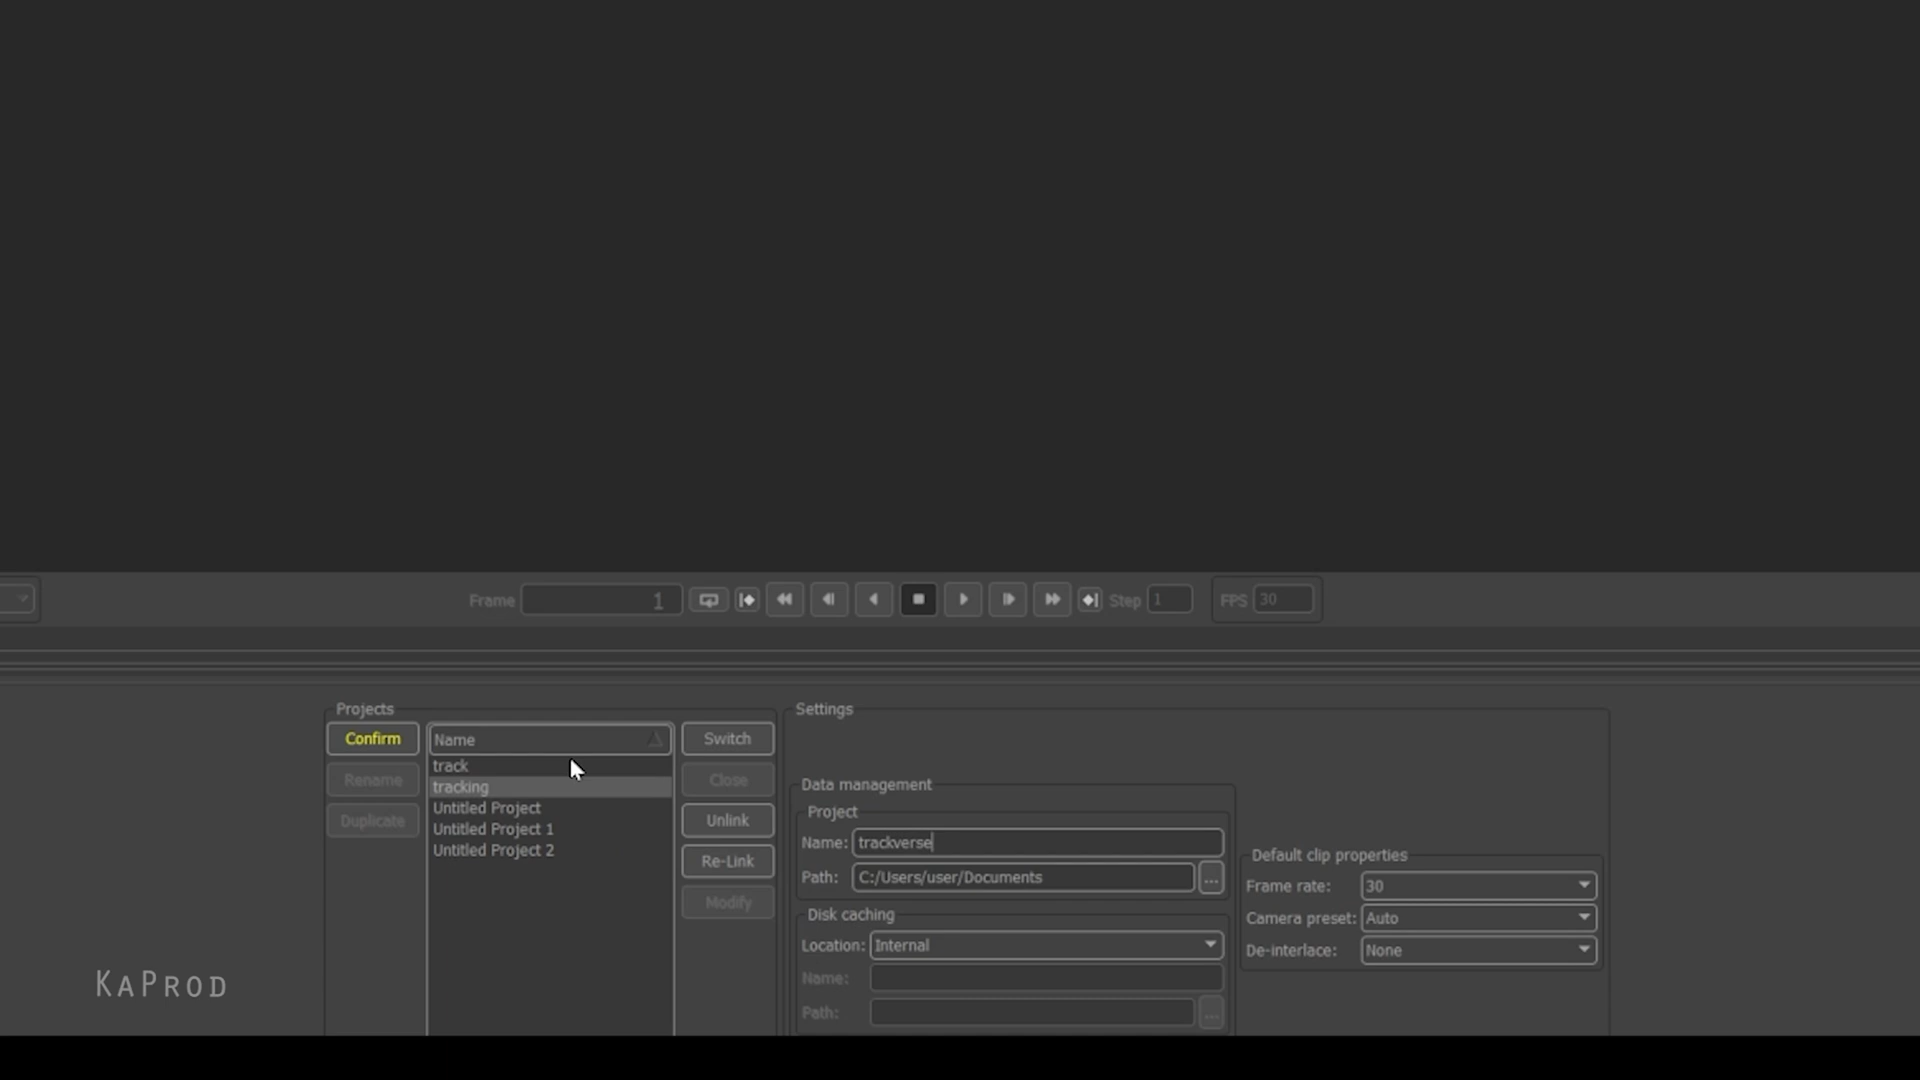 Frame 1 Step 1 FPS 30
Projects
Confirm
Rename
Duplicate
Name
track
tracking
Untitled Project
Untitled Project 1
Untitled Project 2
Switch
Close
Unlink
Re-Link
Modify
Settings
Data management
Project
Name: trackverse
Path: C:/Users/user/Documents ...
Disk caching
Location: Internal
Name:
Path: ...
Default clip properties
Frame rate: 30
Camera preset: Auto
De-interlace: None
KAPROD